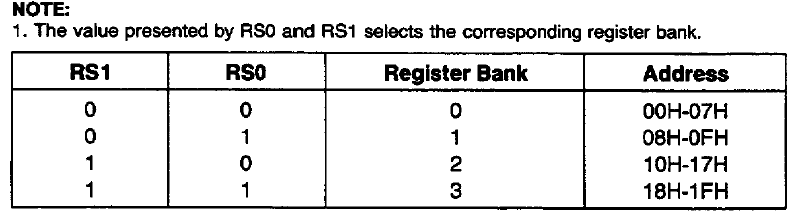 NOTE:
1. The value presented by RS0 and RS1 selects the corresponding register bank.
RS1 RS0 Register Bank Address
0 0 0 00H-07H
0 1 1 08H-0FH
1 0 2 10H-17H
1 1 3 18H-1FH